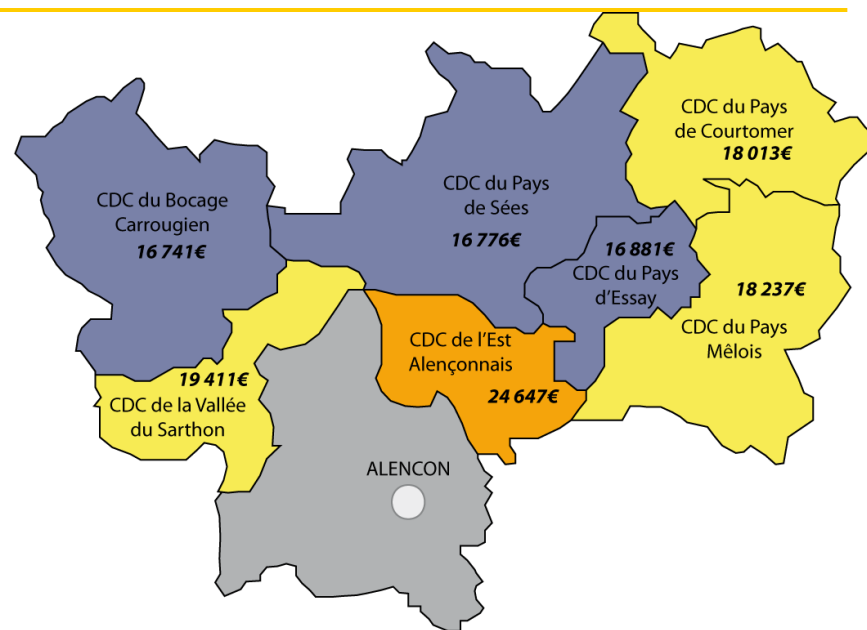 CDC du Pays
de Courtomer
18 013€
CDC du Bocage
Carrougien
16 741€
CDC du Pays
de Sées
16 776€
16 881€
CDC du Pays
d'Essay
18 237€
CDC du Pays
Mêlois
CDC de l'Est
Alençonnais
24 647€
19 411€
CDC de la Vallée
du Sarthon
ALENCON